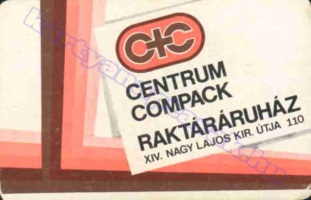 C+C
CENTRUM
COMPACK
RAKTÁRÁRUHÁZ
XIV. NAGY LAJOS KIR. ÚTJA 110